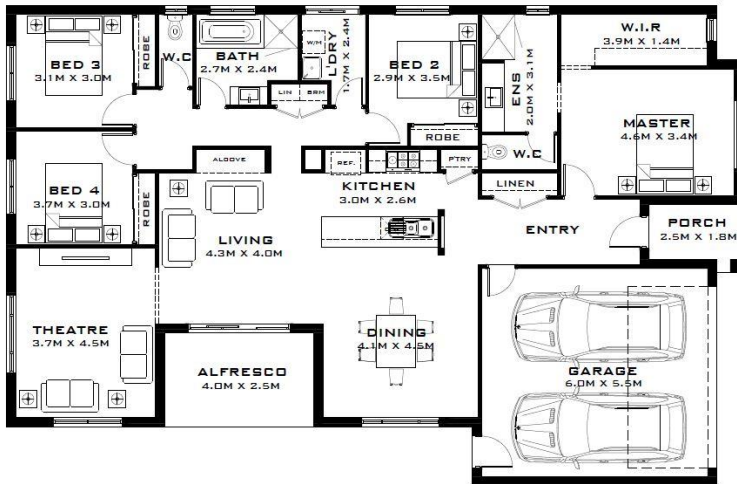 BED 3
3.1M X 3.0M
ROBE
W.C
BATH
2.7M X 2.4M
W/M
L'DRY
1.7M X 2.4M
BED 2
2.9M X 3.5M
ROBE
ENS
2.0M X 3.1M
W.I.R
3.9M X 1.4M
MASTER
4.6M X 3.4M
LIN
BRM
W.C
LINEN
BED 4
3.7M X 3.0M
ROBE
ALCOVE
REF.
P'TRY
KITCHEN
3.0M X 2.6M
LIVING
4.3M X 4.0M
ENTRY
PORCH
2.5M X 1.8M
THEATRE
3.7M X 4.5M
ALFRESCO
4.0M X 2.5M
DINING
4.1M X 4.5M
GARAGE
6.0M X 5.5M